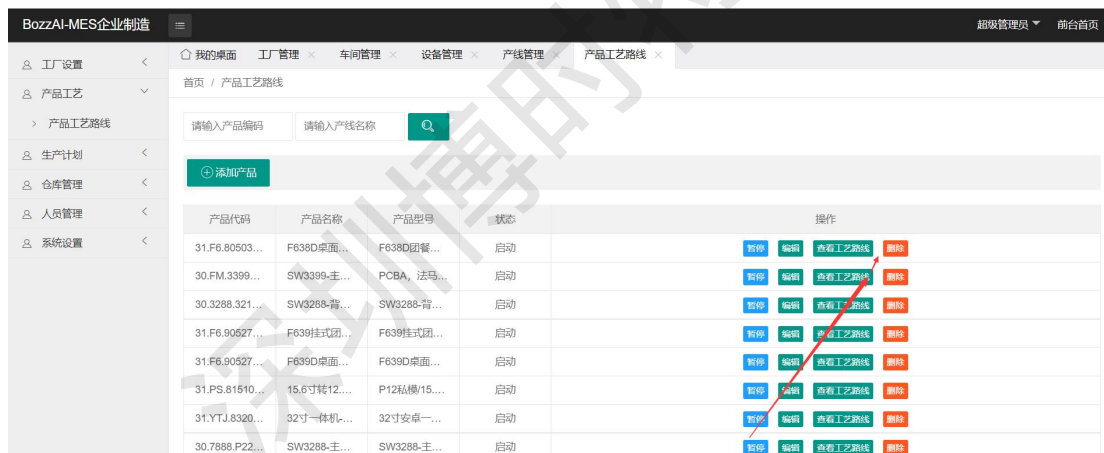 BozzAI-MES企业制造 超级管理员 前台首页
我的桌面 工厂管理 车间管理 设备管理 产线管理 产品工艺路线
首页 / 产品工艺路线
工厂设置
产品工艺
产品工艺路线
生产计划
仓库管理
人员管理
系统设置
请输入产品编码 请输入产线名称
添加产品
产品代码 产品名称 产品型号 状态 操作
31.F6.80503... F638D桌面... F638D团餐... 启动 暂停 编辑 查看工艺路线 删除
30.FM.3399... SW3399-主... PCBA，法马... 启动 暂停 编辑 查看工艺路线 删除
30.3288.321... SW3288-背... SW3288-背... 启动 暂停 编辑 查看工艺路线 删除
31.F6.90527... F639挂式团... F639挂式团... 启动 暂停 编辑 查看工艺路线 删除
31.F6.90527... F639D桌面... F639D桌面... 启动 暂停 编辑 查看工艺路线 删除
31.PS.81510... 15.6寸转12.... P12私模/15.... 启动 暂停 编辑 查看工艺路线 删除
31.YTJ.8320... 32寸一体机-... 32寸安卓一... 启动 暂停 编辑 查看工艺路线 删除
30.7888.P22... SW3288-主... SW3288-主... 启动 暂停 编辑 查看工艺路线 删除
深圳博时特